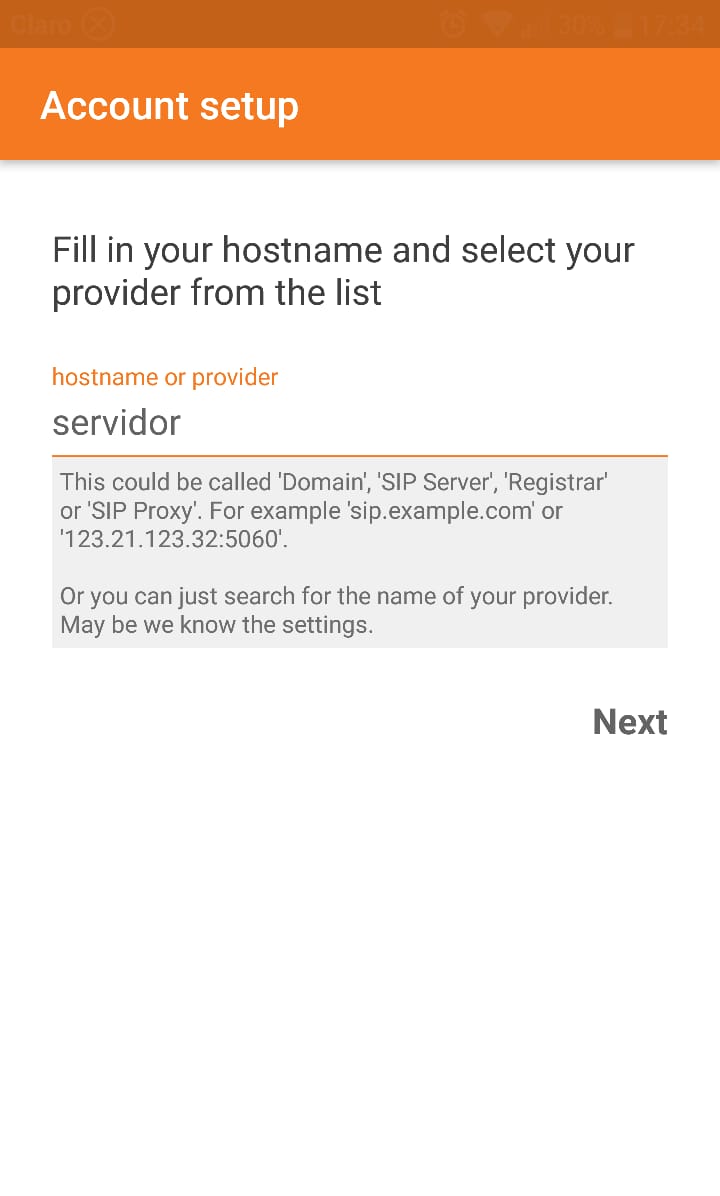 Claro 30% 17:34
Account setup
Fill in your hostname and select your
provider from the list
hostname or provider
servidor
This could be called 'Domain', 'SIP Server', 'Registrar'
or 'SIP Proxy'. For example 'sip.example.com' or
'123.21.123.32:5060'.
Or you can just search for the name of your provider.
May be we know the settings.
Next